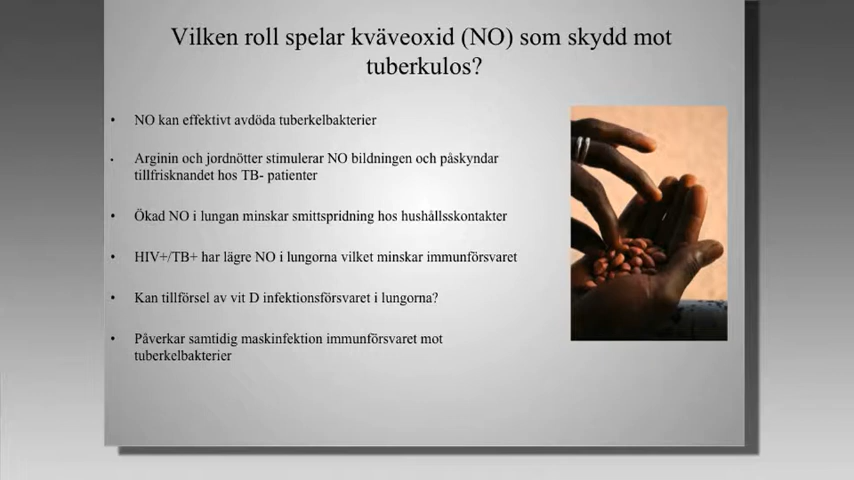 Vilken roll spelar kväveoxid (NO) som skydd mot
tuberkulos?
• NO kan effektivt avdöda tuberkelbakterier
• Arginin och jordnötter stimulerar NO bildningen och påskyndar
tillfrisknandet hos TB- patienter
• Ökad NO i lungan minskar smittspridning hos hushållsskontakter
• HIV+/TB+ har lägre NO i lungorna vilket minskar immunförsvaret
• Kan tillförsel av vit D infektionsförsvaret i lungorna?
• Påverkar samtidig maskinfektion immunförsvaret mot
tuberkelbakterier